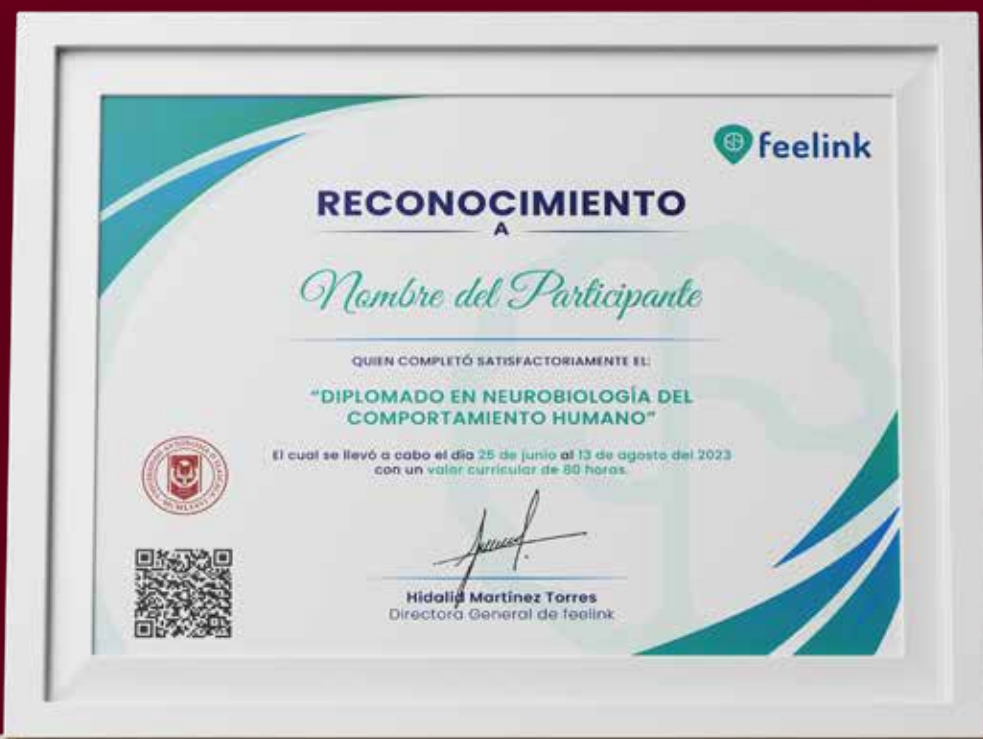 feelink
RECONOCIMIENTO
A
Nombre del Participante
QUIEN COMPLETÓ SATISFACTORIAMENTE EL:
"DIPLOMADO EN NEUROBIOLOGÍA DEL
COMPORTAMIENTO HUMANO"
El cual se llevó a cabo el día 25 de junio al 13 de agosto del 2023
con un valor curricular de 80 horas.
Hidalid Martínez Torres
Directora General de feelink